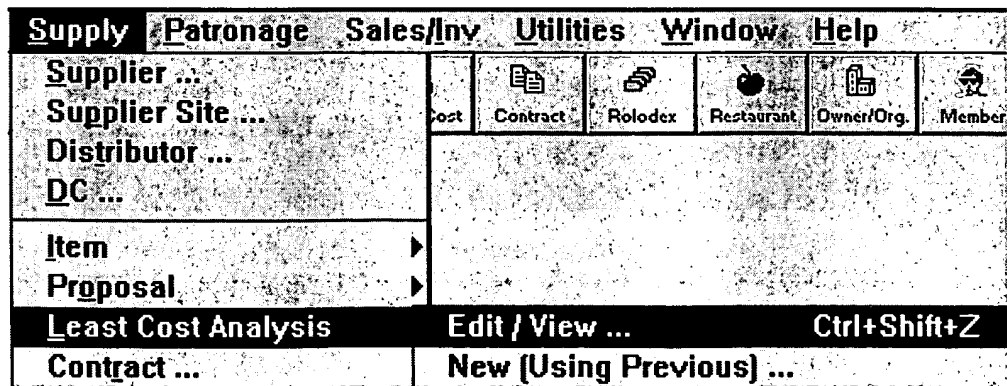 Supply Patronage Sales/Inv Utilities Window Help
Supplier ...
Supplier Site ...
Distributor ...
DC ...
Cost Contract Rolodex Restaurant Owner/Org. Member
Item
Proposal
Least Cost Analysis Edit / View ... Ctrl+Shift+Z
Contract ... New (Using Previous) ...